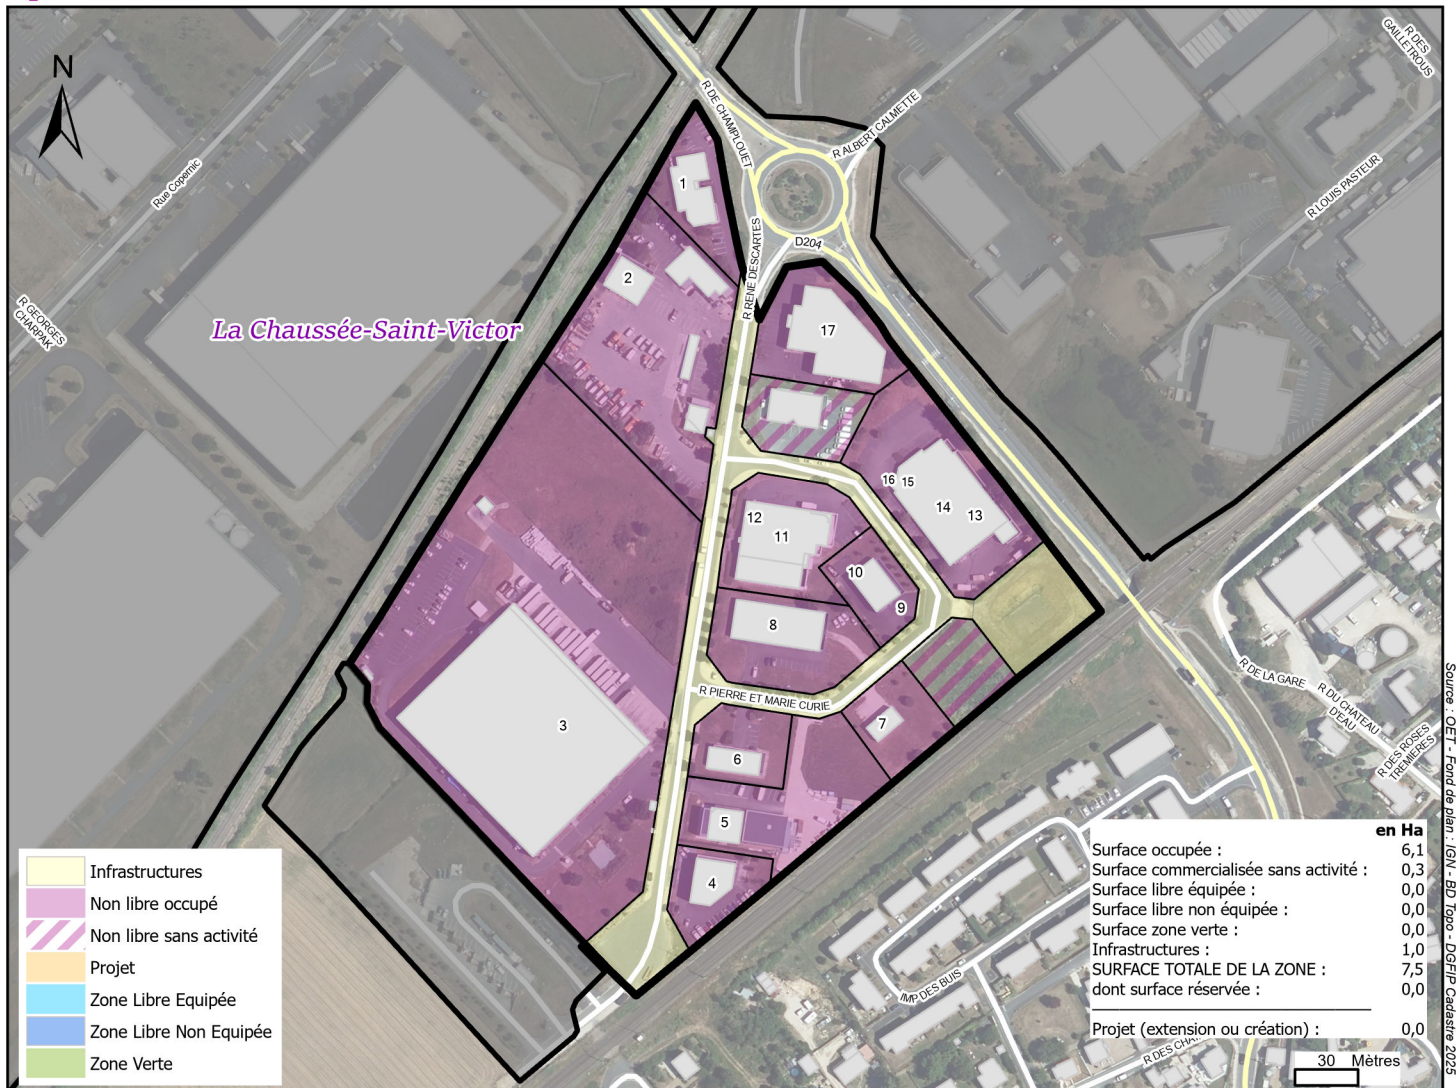 N
R DES
GAILLETROUS
R DE CHAMPLOUET
R ALBERT CALMETTE
Rue Copernic
R LOUIS PASTEUR
R GEORGES
CHARPAK
D204
R RENE DESCARTES
La Chaussée-Saint-Victor
1
2
17
16
15
14
13
12
11
10
9
8
R PIERRE ET MARIE CURIE
7
3
6
5
4
R DE LA GARE
R DU CHATEAU
D'EAU
R DES ROSES
TREMIERES
IMP DES BUIS
R DES CHA
Infrastructures
Non libre occupé
Non libre sans activité
Projet
Zone Libre Equipée
Zone Libre Non Equipée
Zone Verte
en Ha
Surface occupée : 6,1
Surface commercialisée sans activité : 0,3
Surface libre équipée : 0,0
Surface libre non équipée : 0,0
Surface zone verte : 0,0
Infrastructures : 1,0
SURFACE TOTALE DE LA ZONE : 7,5
dont surface réservée : 0,0
Projet (extension ou création) : 0,0
30 Mètres
Source : OET - Fond de plan : IGN - BD Topo - DGFIP Cadastre 2025